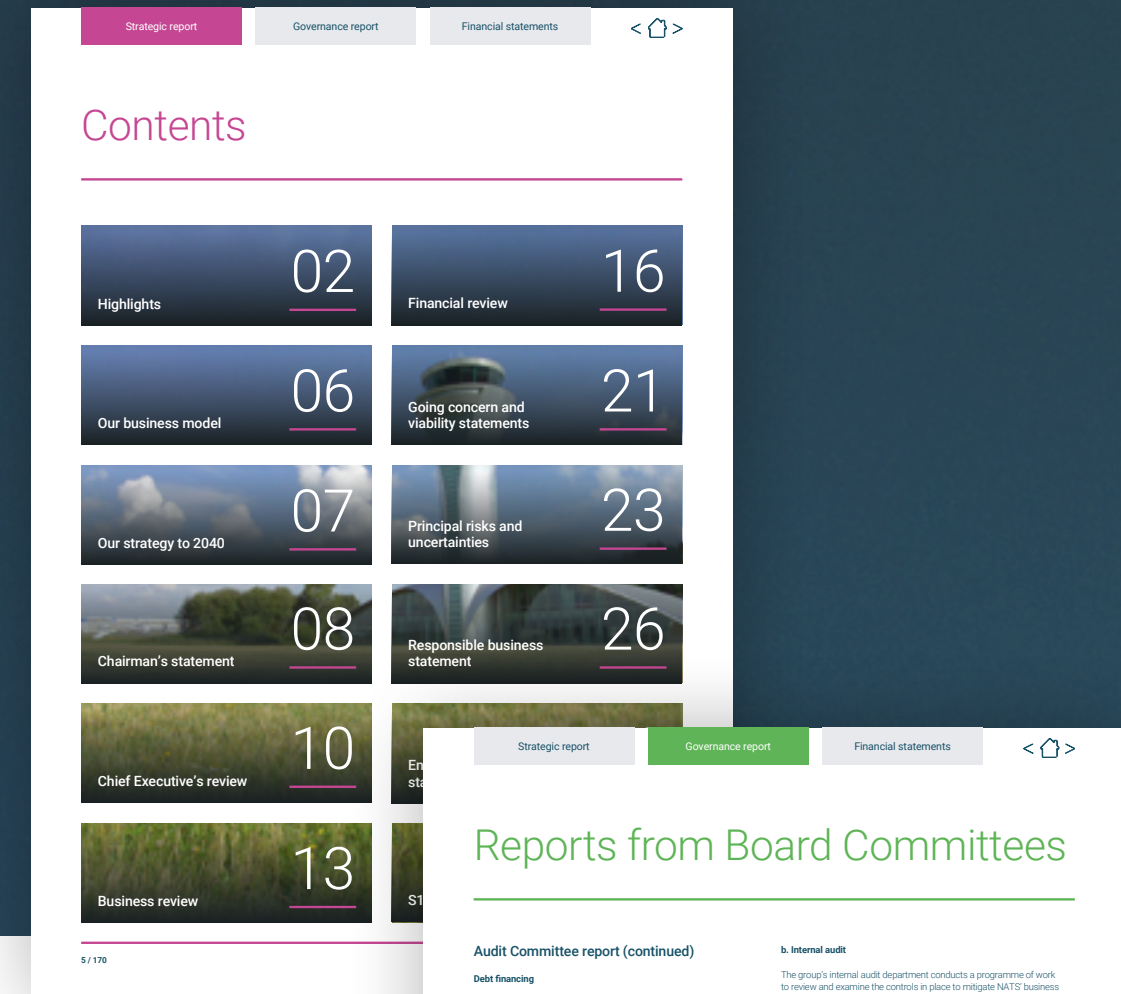 Strategic report
Governance report
Financial statements
Contents
02
Highlights
16
Financial review
06
Our business model
21
Going concern and
viability statements
07
Our strategy to 2040
23
Principal risks and
uncertainties
08
Chairman’s statement
26
Responsible business
statement
10
Chief Executive’s review
13
Business review
5 / 170
Strategic report
Governance report
Financial statements
Reports from Board Committees
Audit Committee report (continued)
Debt financing
b. Internal audit
The group’s internal audit department conducts a programme of work
to review and examine the controls in place to mitigate NATS’ business